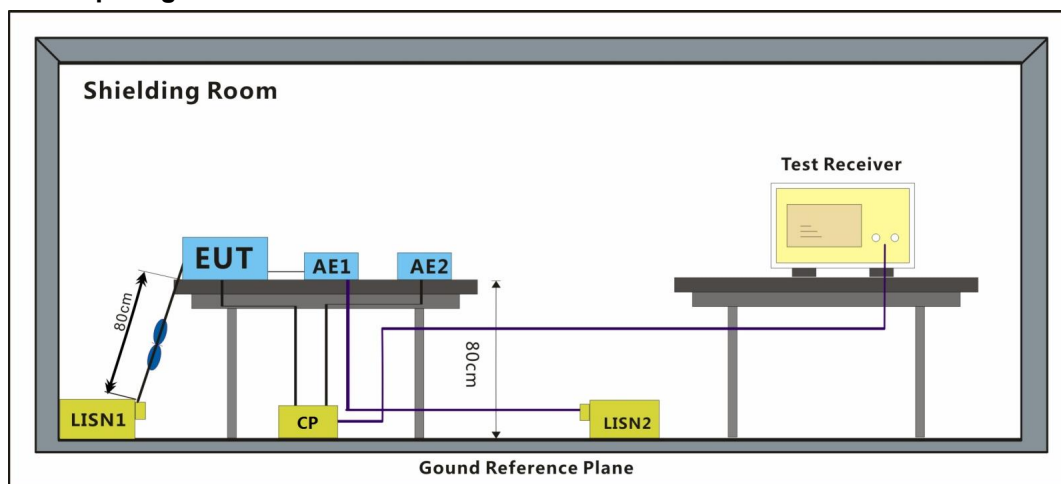 Shielding Room
Test Receiver
EUT
AE1
AE2
80cm
80cm
LISN1
CP
LISN2
Gound Reference Plane